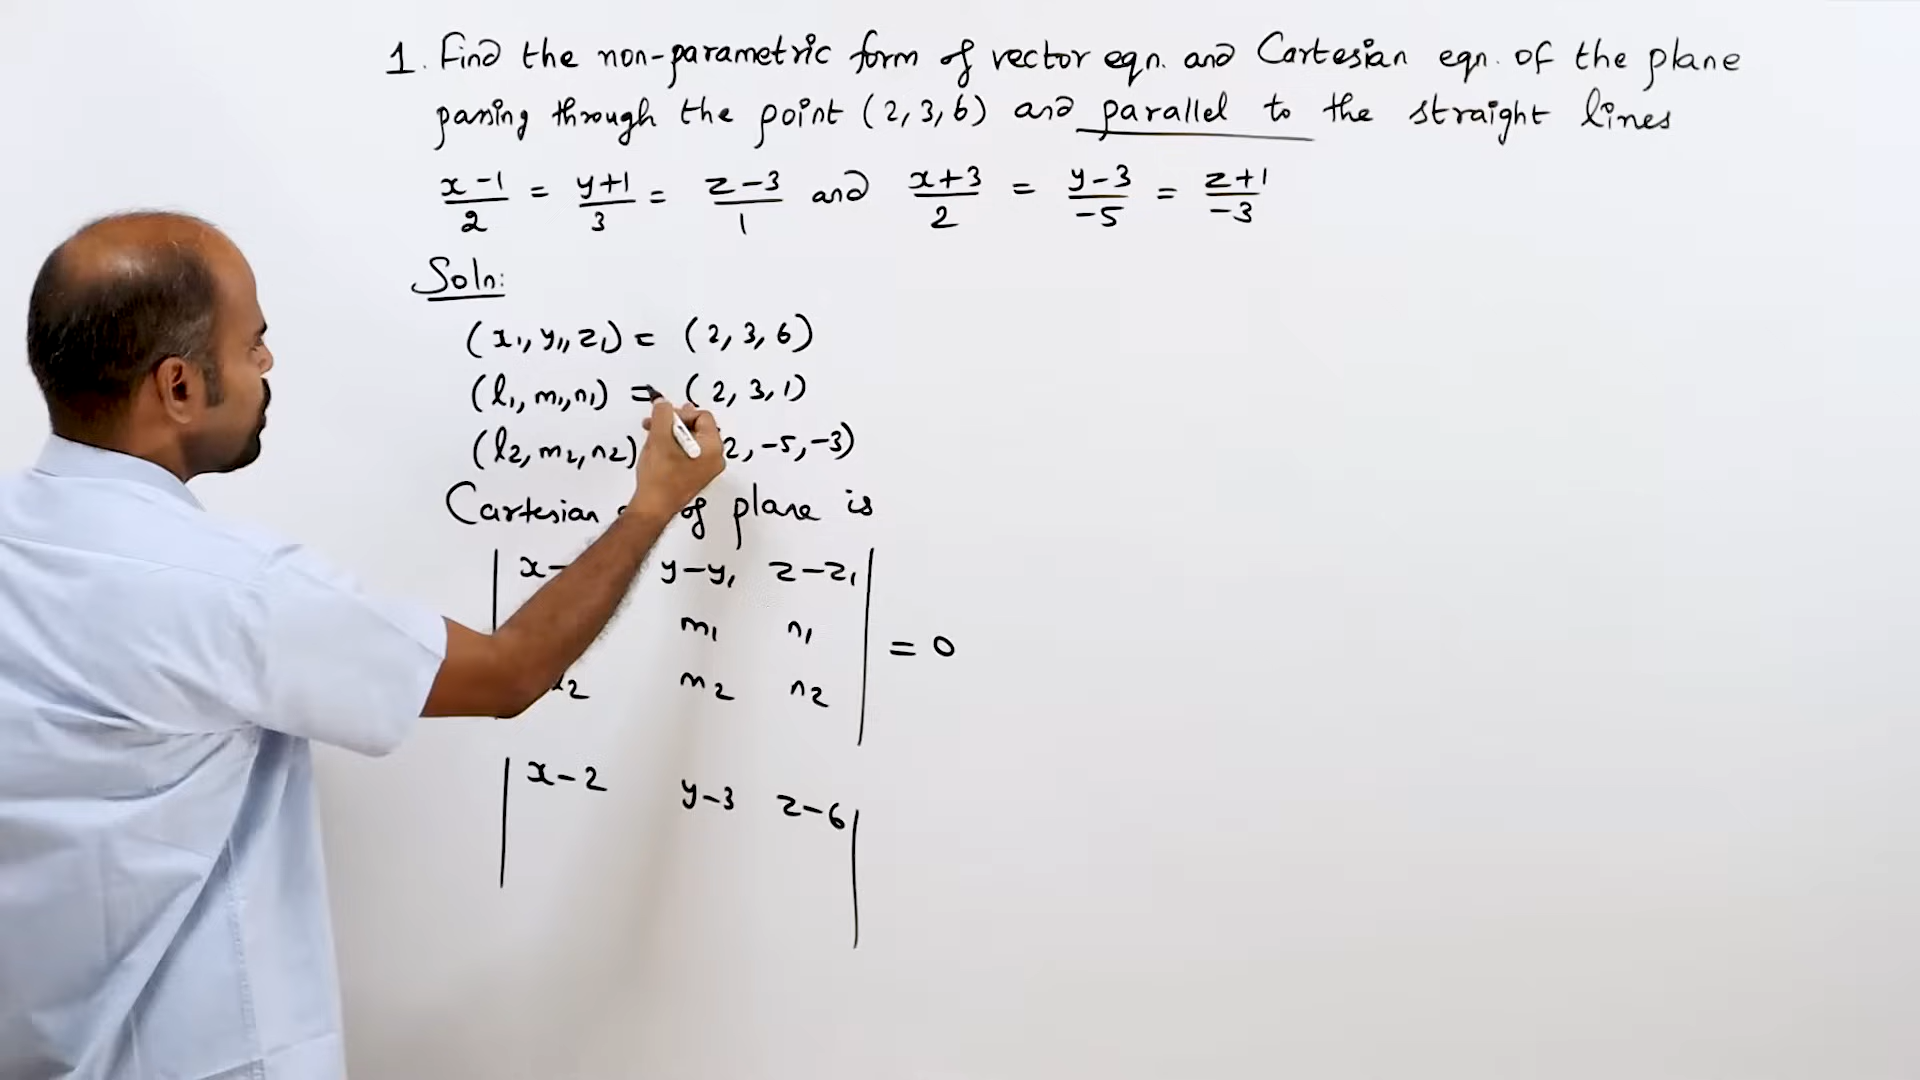 1. Find the non-parametric form of vector eqn. and Cartesian eqn. of the plane
passing through the point (2, 3, 6) and parallel to the straight lines
x-1/2 = y+1/3 = z-3/1 and x+3/2 = y-3/-5 = z+1/-3
Soln:
(x₁, y₁, z₁) = (2, 3, 6)
(l₁, m₁, n₁) = (2, 3, 1)
(l₂, m₂, n₂) 2, -5, -3)
Cartesian of plane is
| x- y-y₁ z-z₁ |
m₁ n₁ = 0
2 m₂ n₂
| x-2 y-3 z-6 |